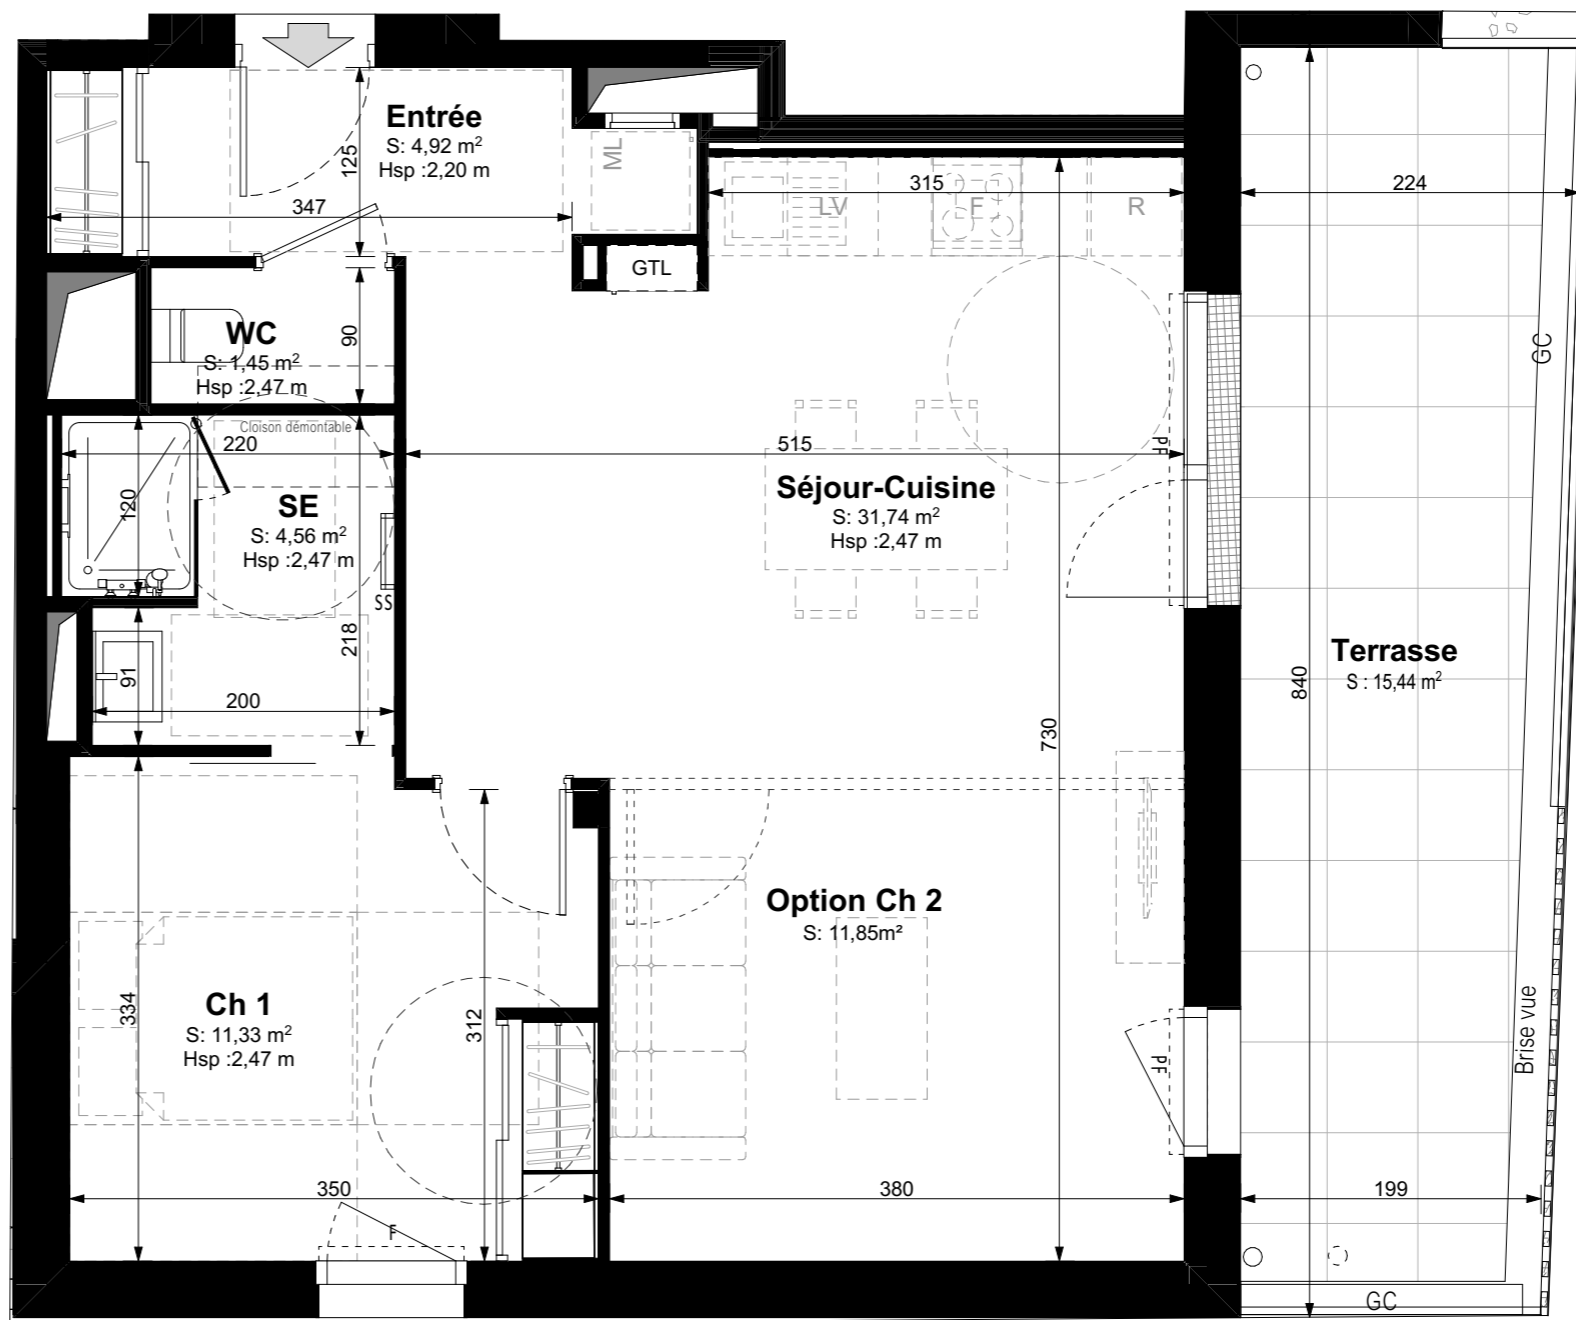 Entrée
S: 4,92 m²
Hsp :2,20 m
125
347
ML
GTL
315
LV
F
R
224
WC
S: 1,45 m²
Hsp :2,47 m
90
Cloison démontable
220
120
SE
S: 4,56 m²
Hsp :2,47 m
SS
218
91
200
515
PF
Séjour-Cuisine
S: 31,74 m²
Hsp :2,47 m
730
GC
840
Terrasse
S : 15,44 m²
Option Ch 2
S: 11,85m²
Ch 1
S: 11,33 m²
Hsp :2,47 m
334
312
PF
Brise vue
350
380
199
F
GC